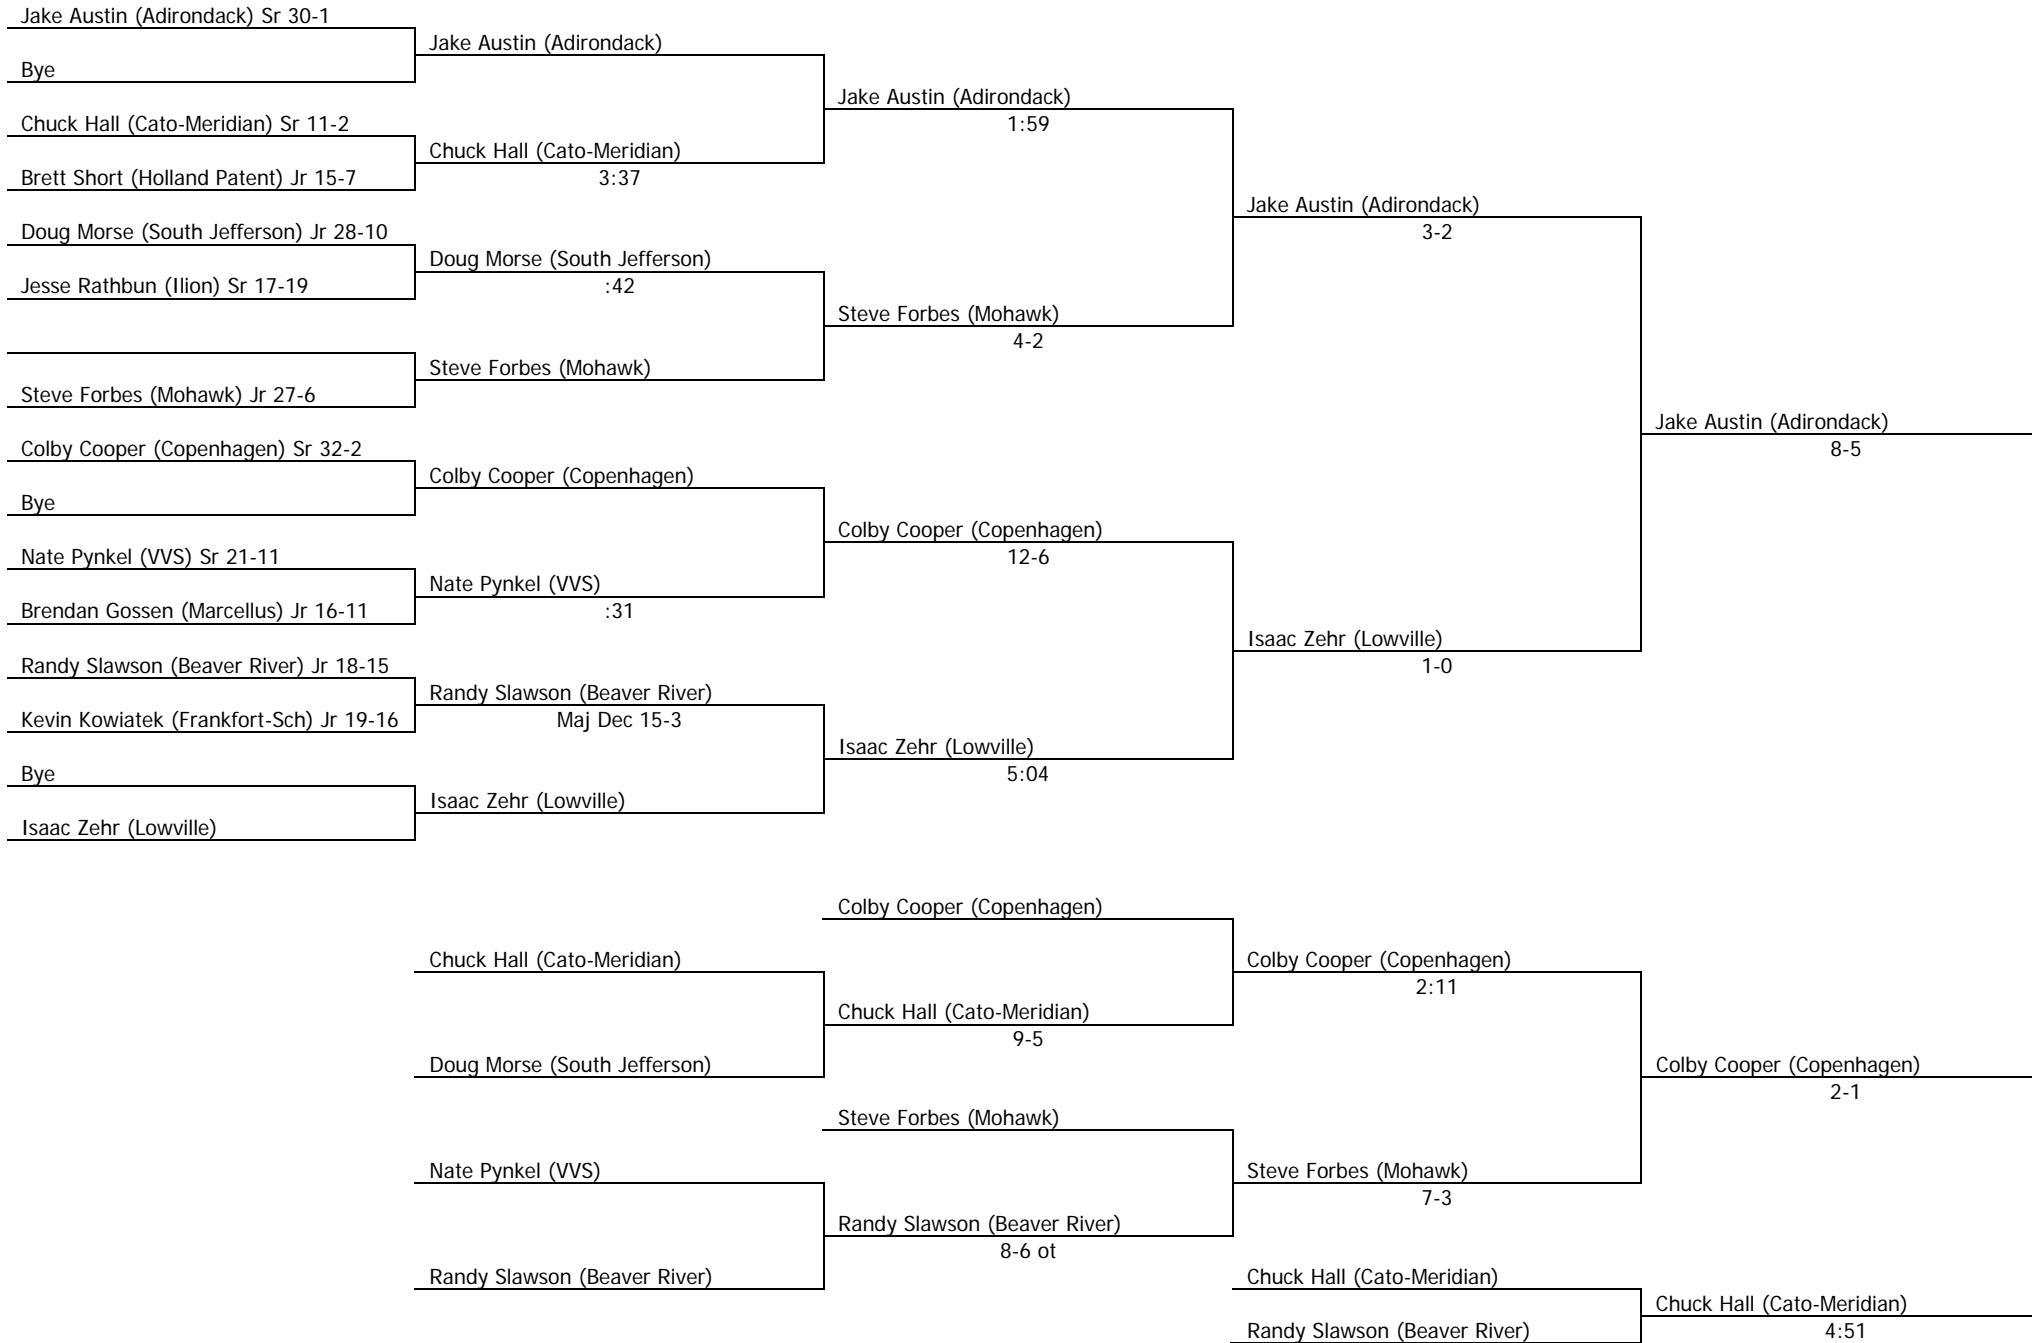 Jake Austin (Adirondack) Sr 30-1
Jake Austin (Adirondack)
Bye
Jake Austin (Adirondack)
1:59
Chuck Hall (Cato-Meridian) Sr 11-2
Chuck Hall (Cato-Meridian)
3:37
Brett Short (Holland Patent) Jr 15-7
Jake Austin (Adirondack)
3-2
Doug Morse (South Jefferson) Jr 28-10
Doug Morse (South Jefferson)
:42
Jesse Rathbun (Ilion) Sr 17-19
Steve Forbes (Mohawk)
4-2
Steve Forbes (Mohawk)
Steve Forbes (Mohawk) Jr 27-6
Jake Austin (Adirondack)
8-5
Colby Cooper (Copenhagen) Sr 32-2
Colby Cooper (Copenhagen)
Bye
Colby Cooper (Copenhagen)
12-6
Nate Pynkel (VVS) Sr 21-11
Nate Pynkel (VVS)
:31
Brendan Gossen (Marcellus) Jr 16-11
Isaac Zehr (Lowville)
1-0
Randy Slawson (Beaver River) Jr 18-15
Randy Slawson (Beaver River)
Maj Dec 15-3
Kevin Kowiatek (Frankfort-Sch) Jr 19-16
Isaac Zehr (Lowville)
5:04
Bye
Isaac Zehr (Lowville)
Isaac Zehr (Lowville)
Colby Cooper (Copenhagen)
Chuck Hall (Cato-Meridian)
Colby Cooper (Copenhagen)
2:11
Chuck Hall (Cato-Meridian)
9-5
Doug Morse (South Jefferson)
Colby Cooper (Copenhagen)
2-1
Steve Forbes (Mohawk)
Nate Pynkel (VVS)
Steve Forbes (Mohawk)
7-3
Randy Slawson (Beaver River)
8-6 ot
Randy Slawson (Beaver River)
Chuck Hall (Cato-Meridian)
Chuck Hall (Cato-Meridian)
4:51
Randy Slawson (Beaver River)